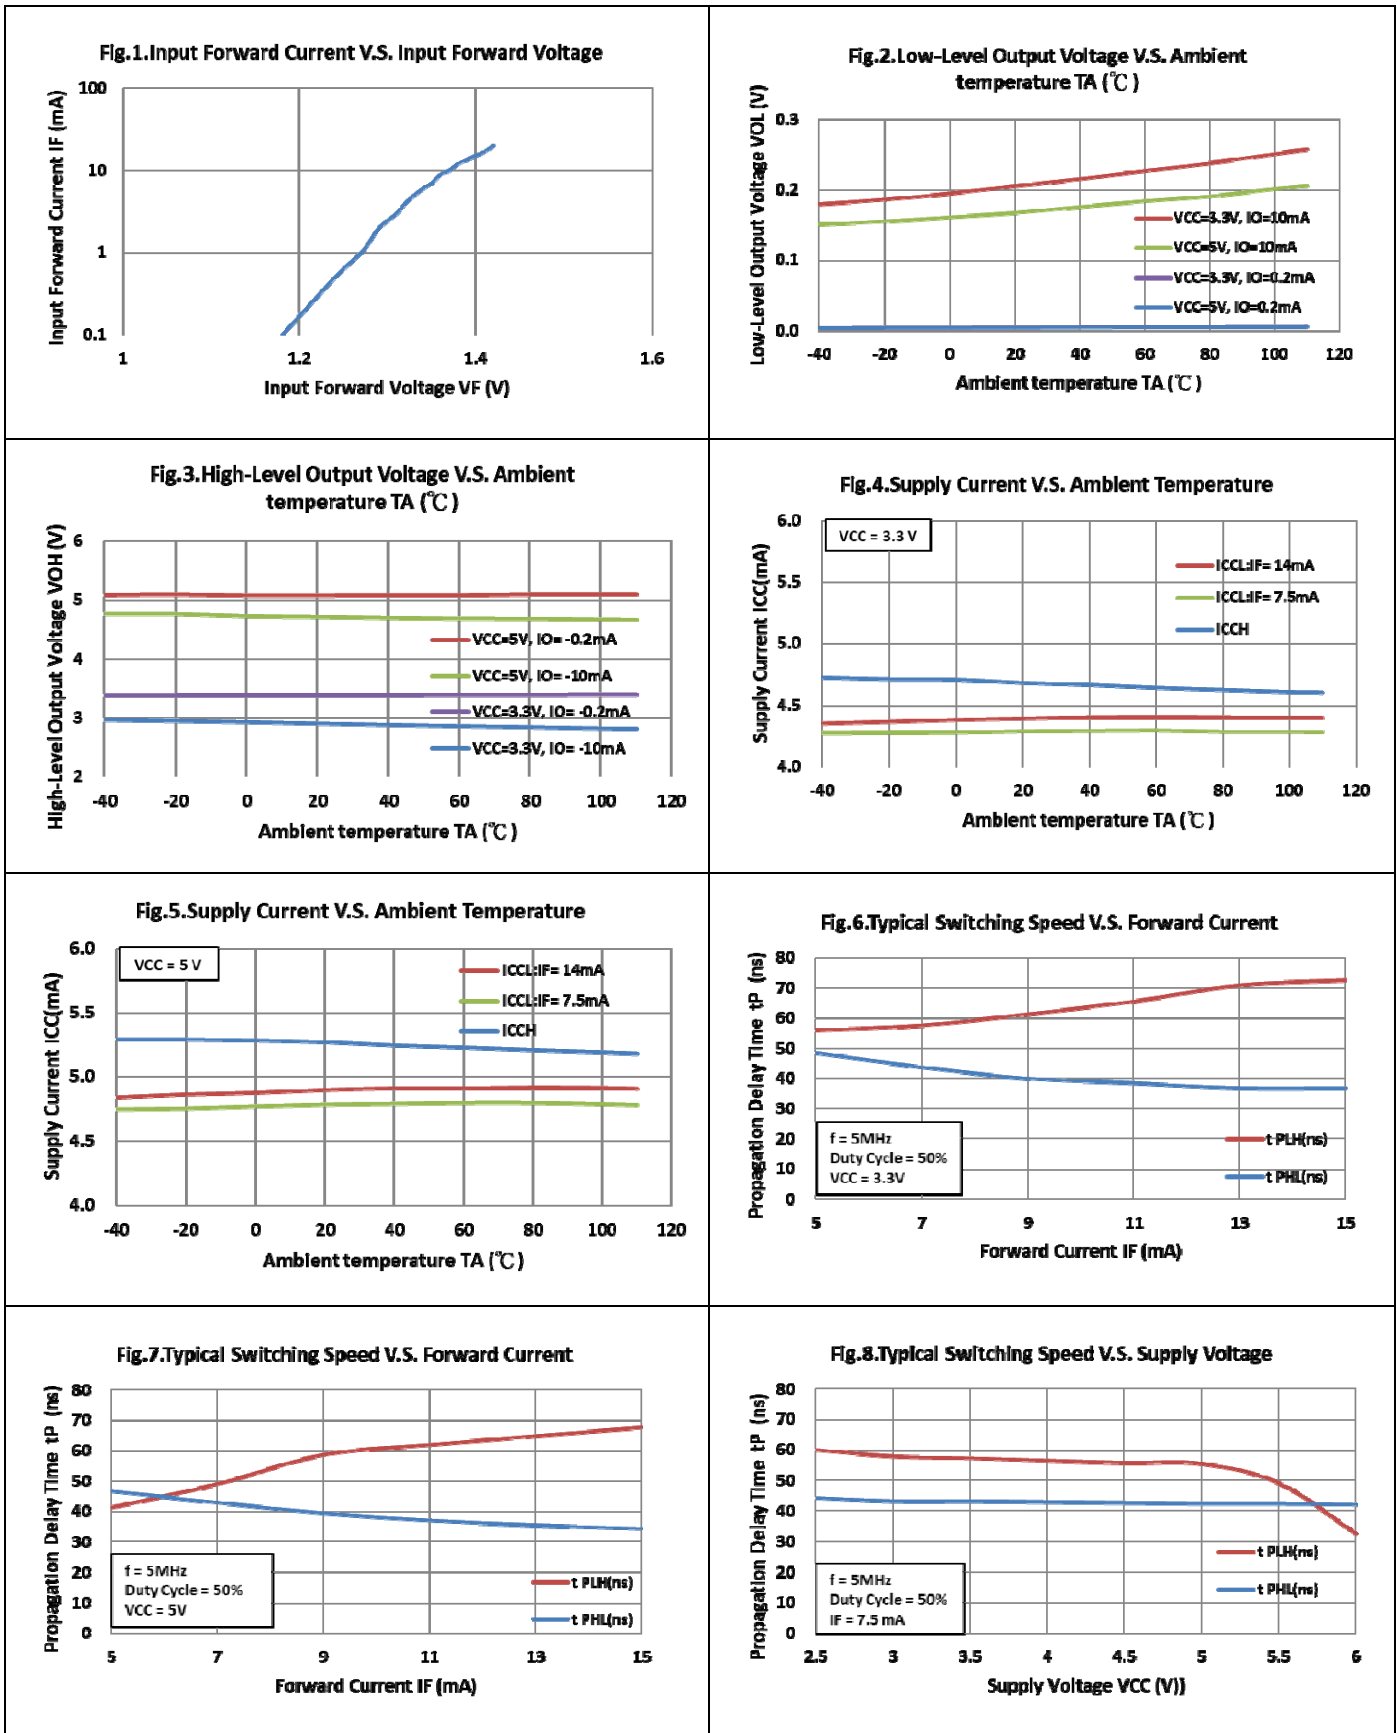 Fig.1.Input Forward Current V.S. Input Forward Voltage
Input Forward Current IF (mA)
100
10
1
0.1
1
1.2
1.4
1.6
Input Forward Voltage VF (V)
Fig.2.Low-Level Output Voltage V.S. Ambient
temperature TA (℃)
Low-Level Output Voltage VOL (V)
0.3
0.2
0.1
0.0
VCC=3.3V, IO=10mA
VCC=5V, IO=10mA
VCC=3.3V, IO=0.2mA
VCC=5V, IO=0.2mA
-40 -20 0 20 40 60 80 100 120
Ambient temperature TA (℃)
Fig.3.High-Level Output Voltage V.S. Ambient
temperature TA (℃)
High-Level Output Voltage VOH (V)
6
5
4
3
2
VCC=5V, IO= -0.2mA
VCC=5V, IO= -10mA
VCC=3.3V, IO= -0.2mA
VCC=3.3V, IO= -10mA
-40 -20 0 20 40 60 80 100 120
Ambient temperature TA (℃)
Fig.4.Supply Current V.S. Ambient Temperature
Supply Current ICC(mA)
6.0
5.5
5.0
4.5
4.0
VCC = 3.3 V
ICCL:IF= 14mA
ICCL:IF= 7.5mA
ICCH
-40 -20 0 20 40 60 80 100 120
Ambient temperature TA (℃)
Fig.5.Supply Current V.S. Ambient Temperature
Supply Current ICC(mA)
6.0
5.5
5.0
4.5
4.0
VCC = 5 V
ICCL:IF= 14mA
ICCL:IF= 7.5mA
ICCH
-40 -20 0 20 40 60 80 100 120
Ambient temperature TA (℃)
Fig.6.Typical Switching Speed V.S. Forward Current
Propagation Delay Time tP (ns)
80
70
60
50
40
30
20
10
0
f = 5MHz
Duty Cycle = 50%
VCC = 3.3V
t PLH(ns)
t PHL(ns)
5 7 9 11 13 15
Forward Current IF (mA)
Fig.7.Typical Switching Speed V.S. Forward Current
Propagation Delay Time tP (ns)
80
70
60
50
40
30
20
10
0
f = 5MHz
Duty Cycle = 50%
VCC = 5V
t PLH(ns)
t PHL(ns)
5 7 9 11 13 15
Forward Current IF (mA)
Fig.8.Typical Switching Speed V.S. Supply Voltage
Propagation Delay Time tP (ns)
80
70
60
50
40
30
20
10
0
f = 5MHz
Duty Cycle = 50%
IF = 7.5 mA
t PLH(ns)
t PHL(ns)
2.5 3 3.5 4 4.5 5 5.5 6
Supply Voltage VCC (V))